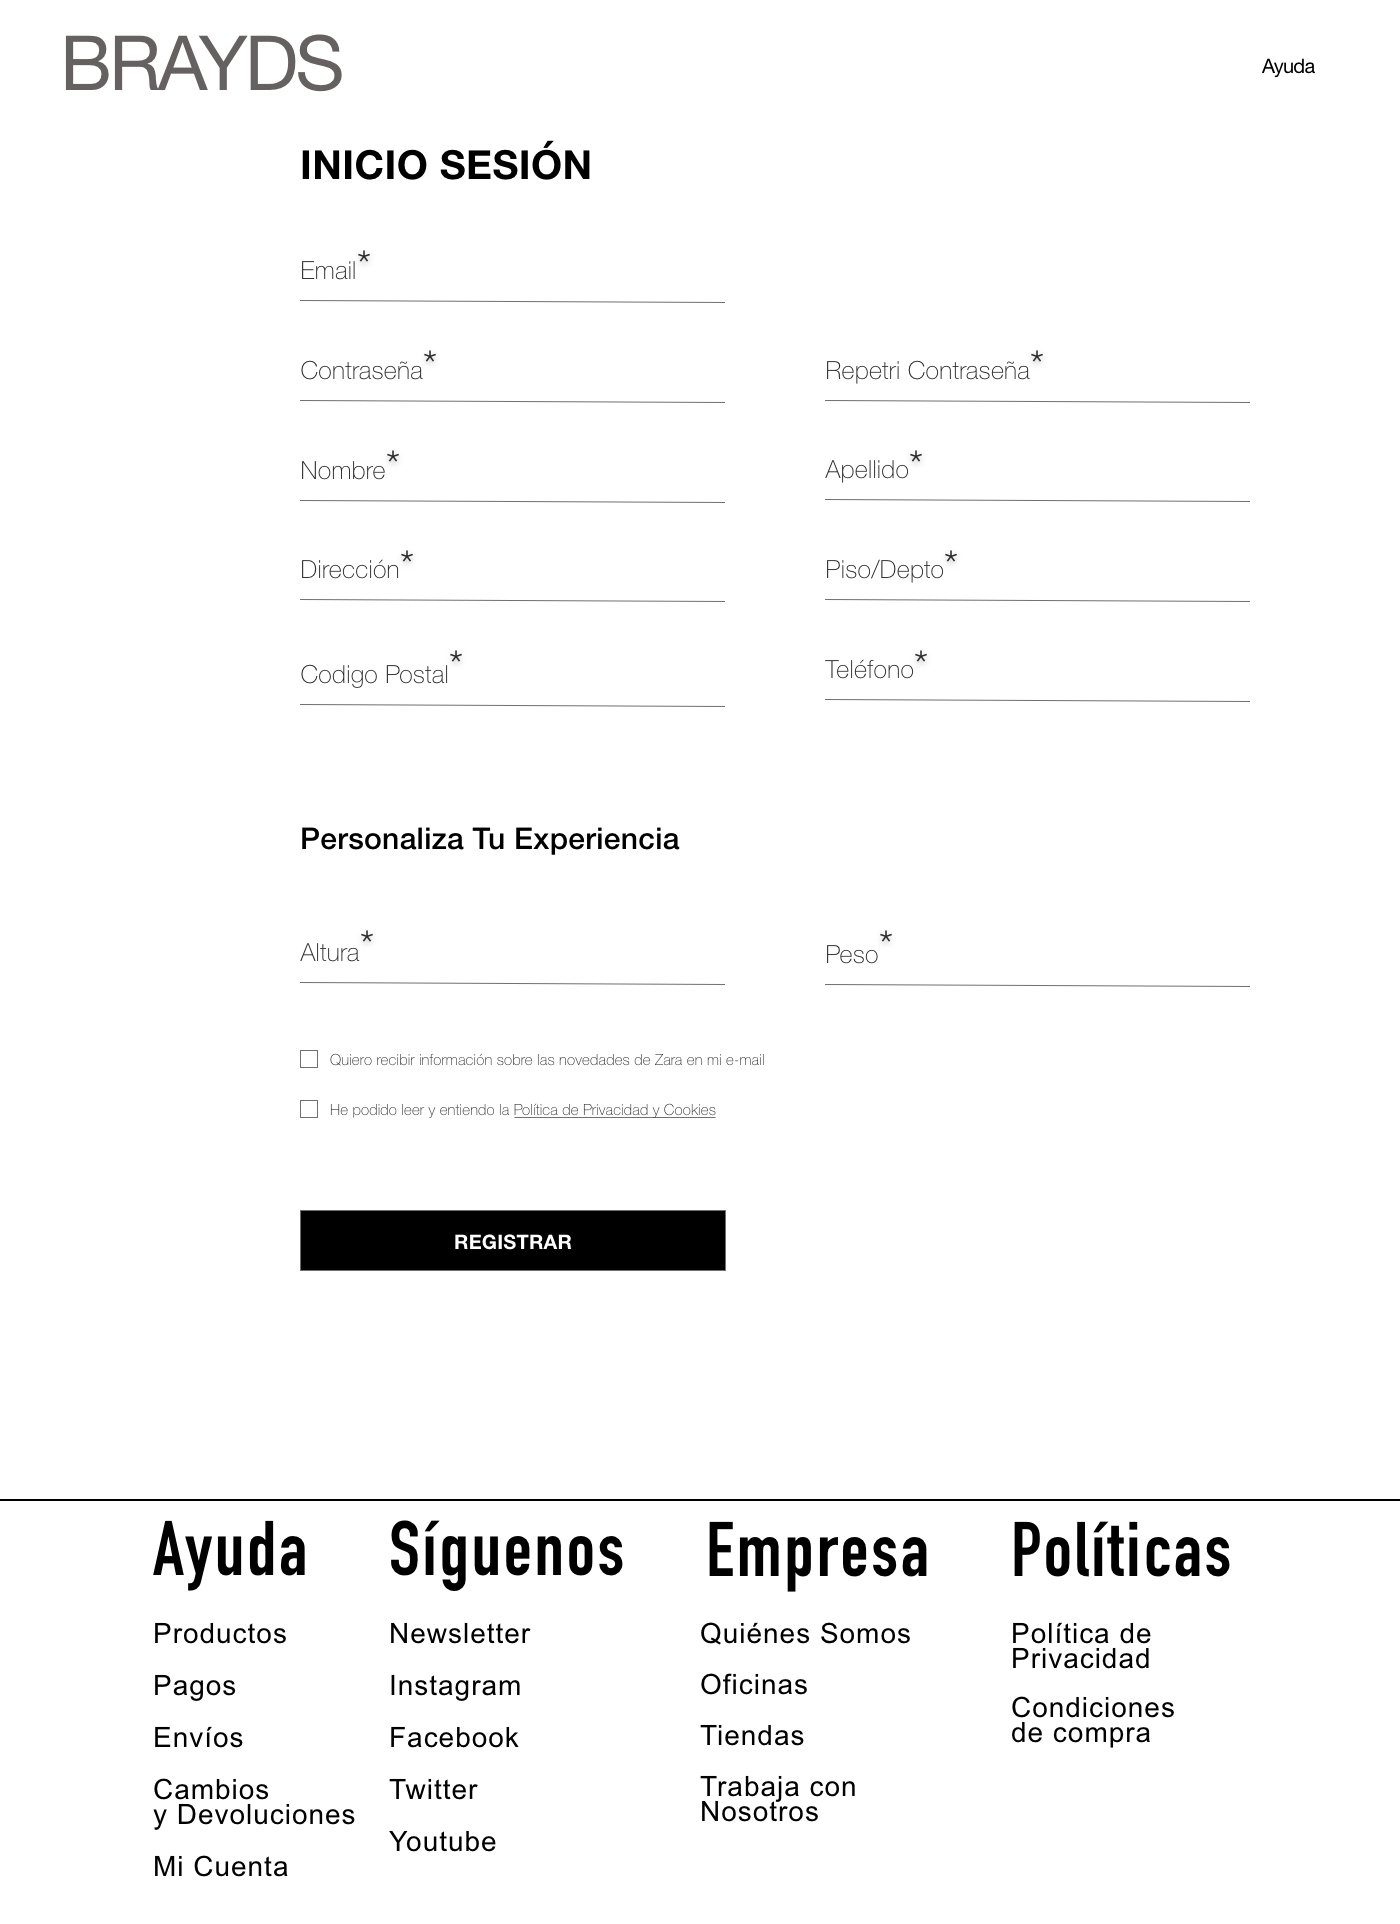 BRAYDS
Ayuda
INICIO SESIÓN
Email*
Contraseña*
Repetri Contraseña*
Nombre*
Apellido*
Dirección*
Piso/Depto*
Codigo Postal*
Teléfono*
Personaliza Tu Experiencia
Altura*
Peso*
Quiero recibir información sobre las novedades de Zara en mi e-mail
He podido leer y entiendo la Política de Privacidad y Cookies
REGISTRAR
Ayuda
Productos
Pagos
Envíos
Cambios
y Devoluciones
Mi Cuenta
Síguenos
Newsletter
Instagram
Facebook
Twitter
Youtube
Empresa
Quiénes Somos
Oficinas
Tiendas
Trabaja con
Nosotros
Políticas
Política de
Privacidad
Condiciones
de compra